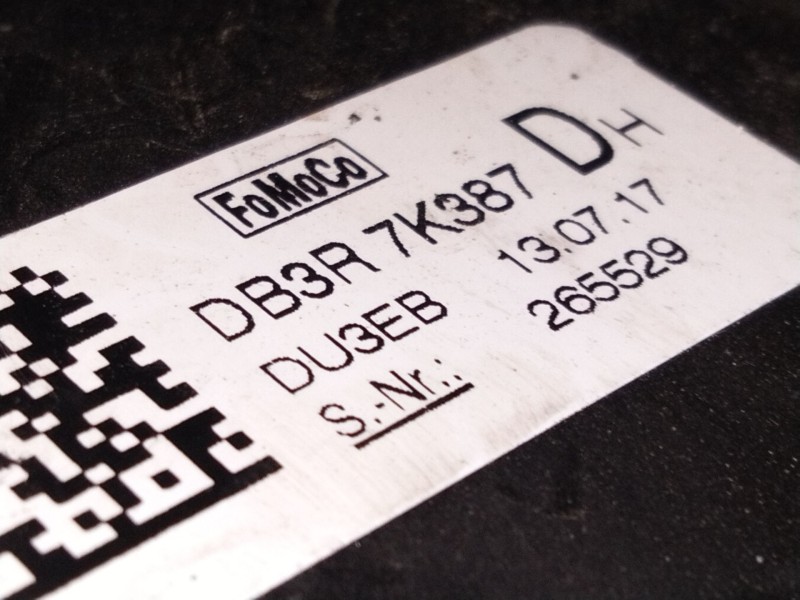 FoMoCo
DB3R 7K387 DH
DU3EB 13.07.17
S.-Nr.: 265529